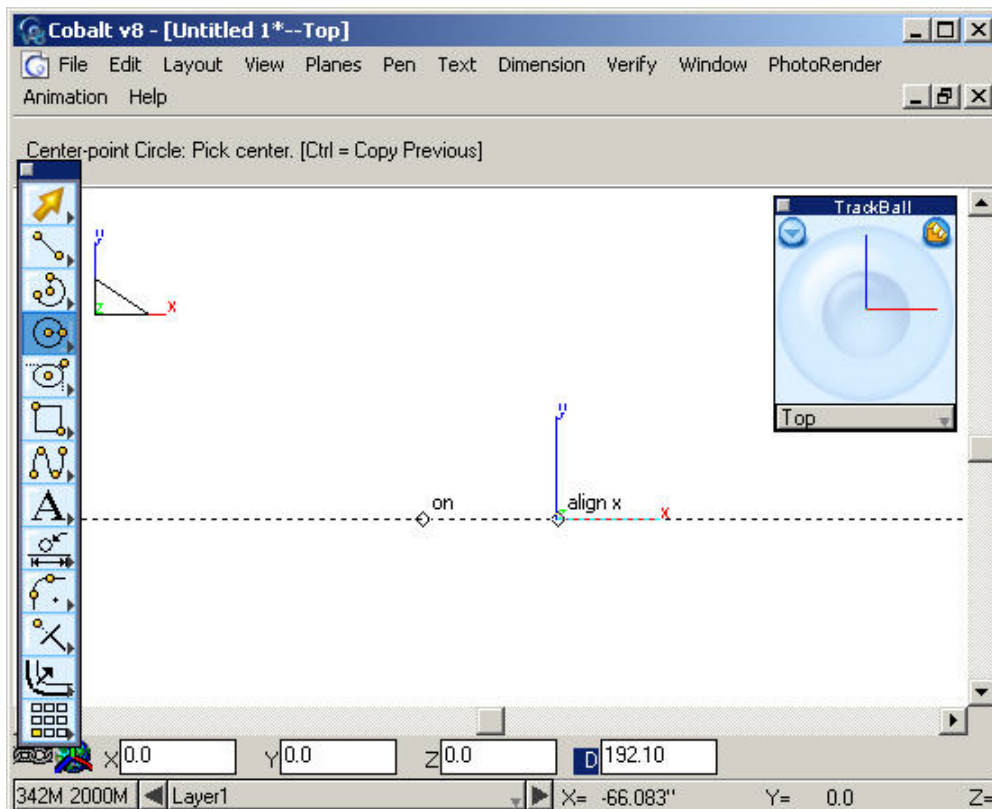 Cobalt v8 - [Untitled 1*--Top]
File Edit Layout View Planes Pen Text Dimension Verify Window PhotoRender
Animation Help
Center-point Circle: Pick center. [Ctrl = Copy Previous]
TrackBall
y
z x
Top
y
on
align x
x
A
X 0.0 Y 0.0 Z 0.0 D 192.10
342M 2000M Layer1 X= -66.083" Y= 0.0 Z=